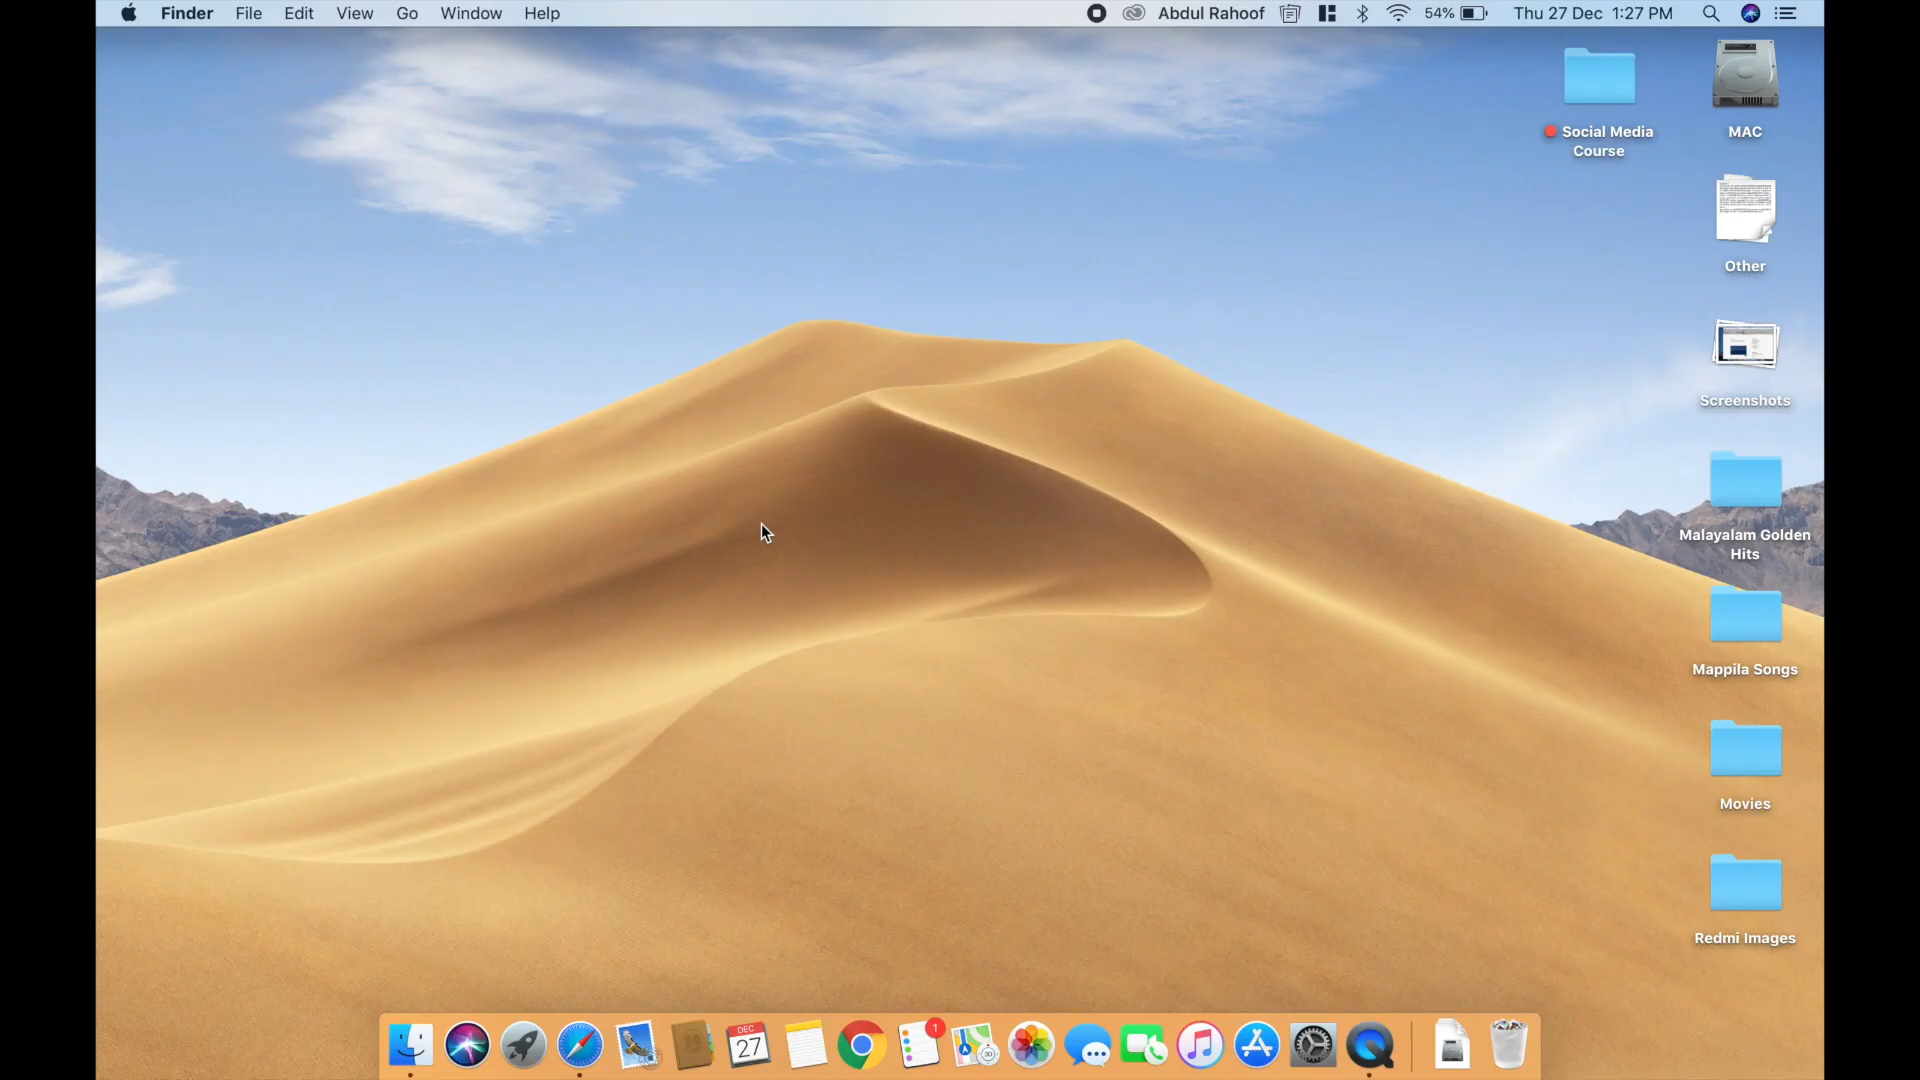 Finder File Edit View Go Window Help Abdul Rahoof 54% Thu 27 Dec 1:27 PM
Social Media
Course
MAC
Other
Screenshots
Malayalam Golden
Hits
Mappila Songs
Movies
Redmi Images
DEC
27
1
3D